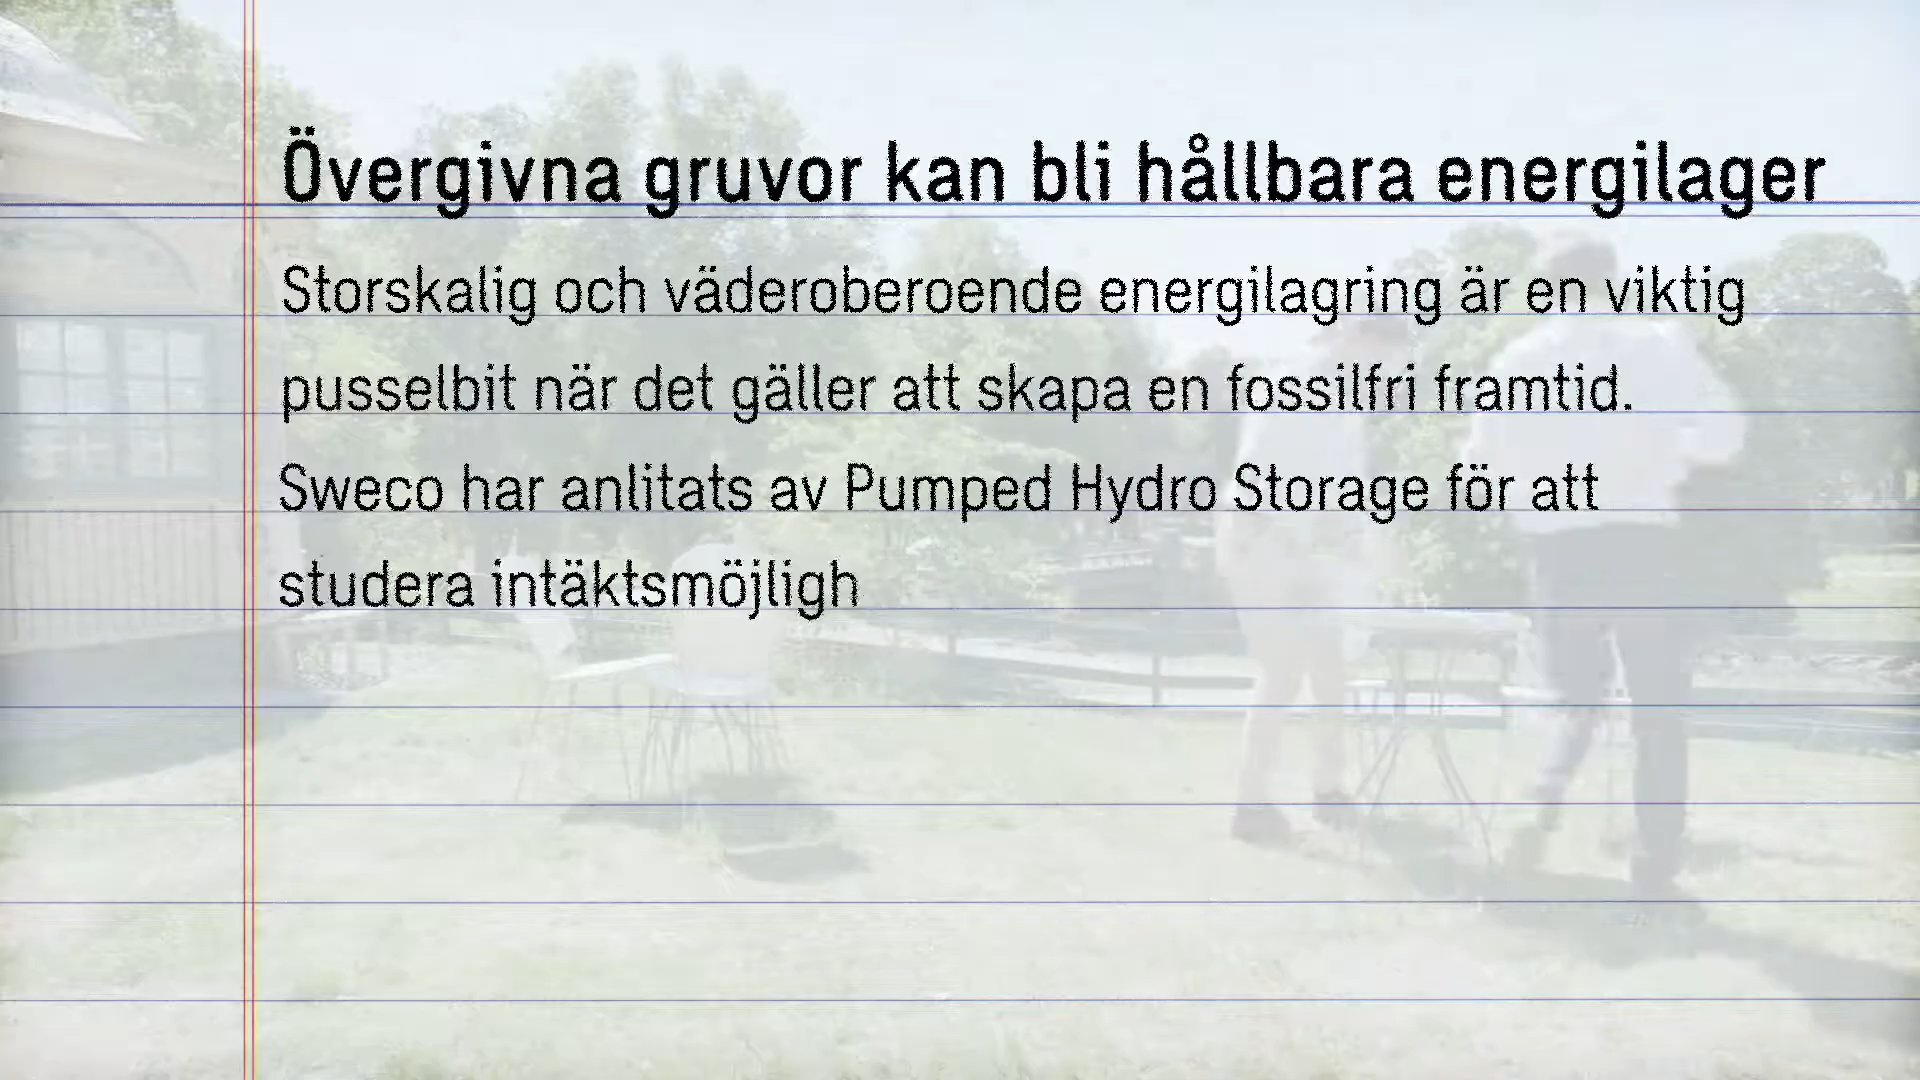 Övergivna gruvor kan bli hållbara energilager
Storskalig och väderoberoende energilagring är en viktig
pusselbit när det gäller att skapa en fossilfri framtid.
Sweco har anlitats av Pumped Hydro Storage för att
studera intäktsmöjligh